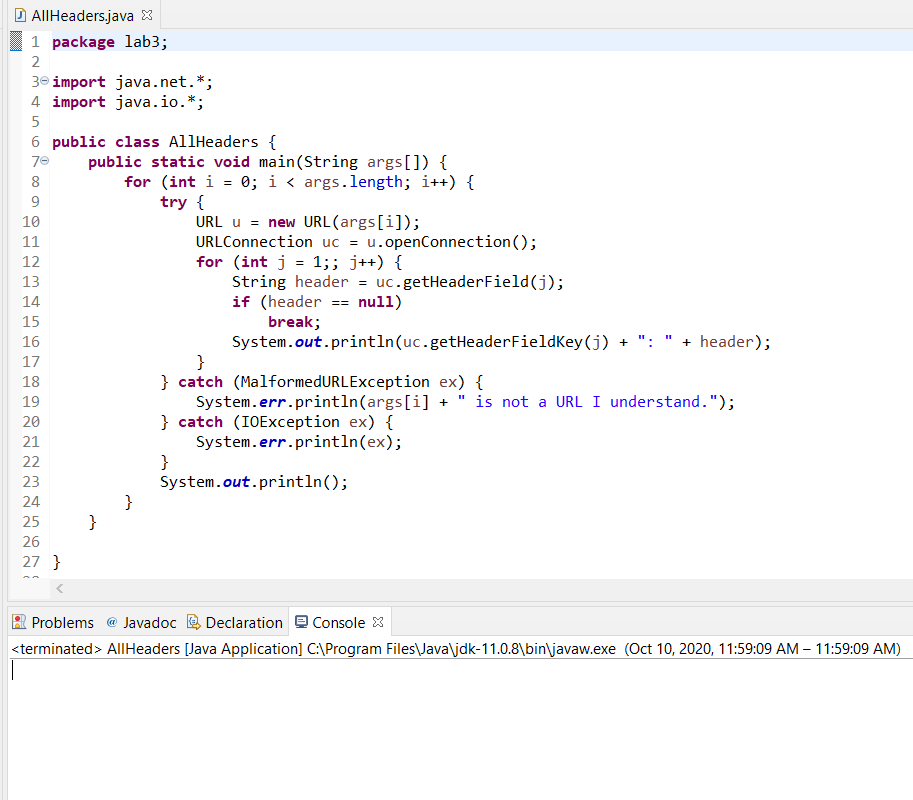 AllHeaders.java
1 package lab3;
2
3 import java.net.*;
4 import java.io.*;
5
6 public class AllHeaders {
7     public static void main(String args[]) {
8         for (int i = 0; i < args.length; i++) {
9             try {
10                 URL u = new URL(args[i]);
11                 URLConnection uc = u.openConnection();
12                 for (int j = 1;; j++) {
13                     String header = uc.getHeaderField(j);
14                     if (header == null)
15                         break;
16                     System.out.println(uc.getHeaderFieldKey(j) + ": " + header);
17                 }
18             } catch (MalformedURLException ex) {
19                 System.err.println(args[i] + " is not a URL I understand.");
20             } catch (IOException ex) {
21                 System.err.println(ex);
22             }
23             System.out.println();
24         }
25     }
26
27 }
Problems @ Javadoc Declaration Console
<terminated> AllHeaders [Java Application] C:\Program Files\Java\jdk-11.0.8\bin\javaw.exe (Oct 10, 2020, 11:59:09 AM – 11:59:09 AM)